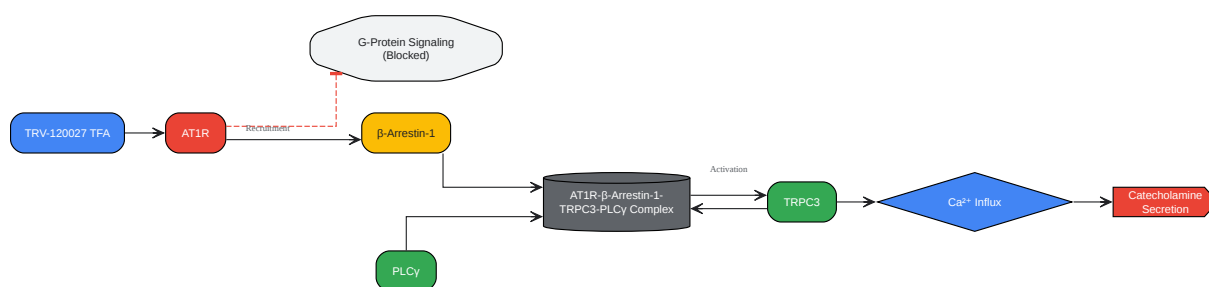 G-Protein Signaling
(Blocked)
TRV-120027 TFA
AT1R
Recruitment
β-Arrestin-1
AT1R-β-Arrestin-1-
TRPC3-PLCγ Complex
Activation
TRPC3
Ca²⁺ Influx
Catecholamine
Secretion
PLCγ